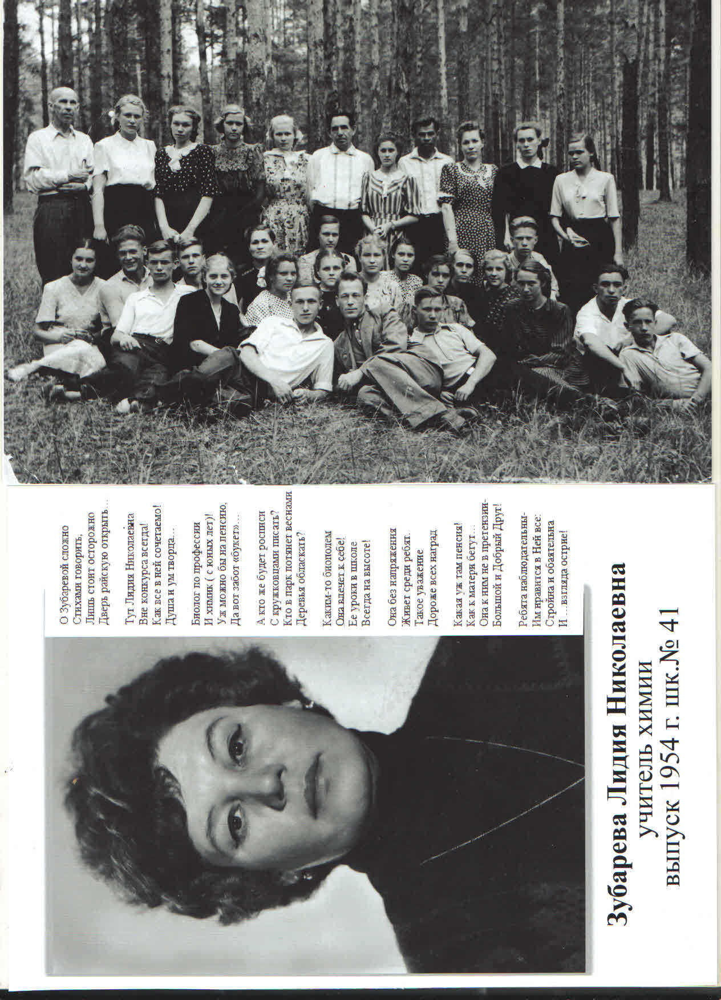 О Зубаревой сложно
Стихами говорить,
Лишь стоит осторожно
Дверь райскую открыть…
Тут Лидия Николаевна
Вне конкурса всегда!
Как все в ней сочетаемо!
Душа и ум творца…
Биолог по профессии
И химик ( с юных лет)!
Уж можно бы на пенсию,
Да вот забот «букет»…
А кто же будет росписи
С кружковцами писать?
Кто в парк потянет веснами
Деревья обласкать?
Каким-то биополем
Она влечет к себе!
Ее уроки в школе
Всегда на высоте!
Она без напряжения
Живет среди ребят.
Такое уважение
Дороже всех наград.
Какая уж там пенсия!
Как к матери бегут…
Она к ним не в претензии-
Большой и Добрый Друг!
Ребята наблюдательны-
Им нравится в Ней все:
Стройна и обаятельна
И …взгляда острие!
Зубарева Лидия Николаевна
учитель химии
выпуск 1954 г. шк.№ 41